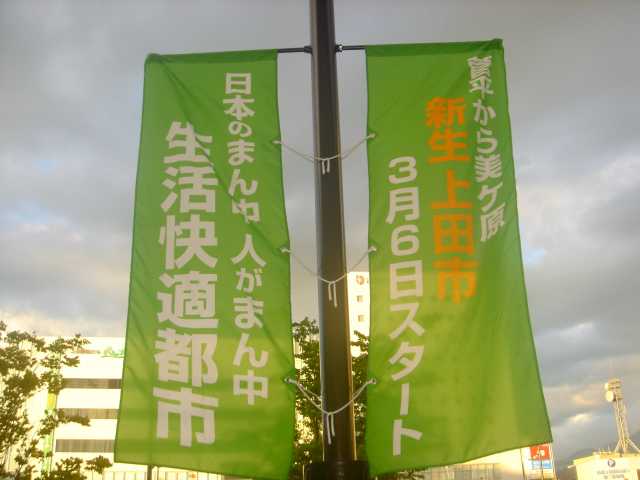 菅平から美ケ原
新生上田市
3月6日スタート
日本のまん中 人がまん中
生活快適都市